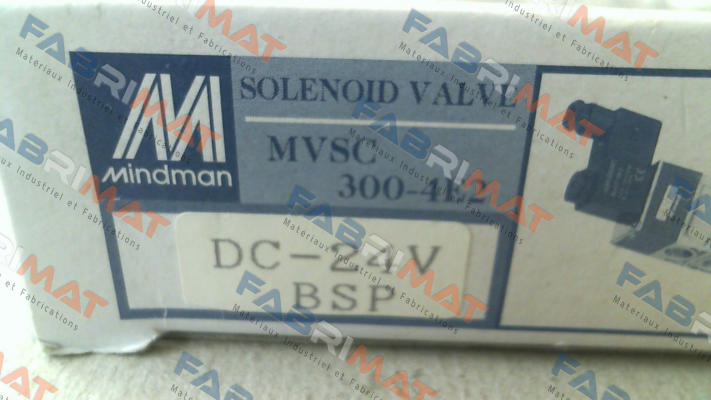 SOLENOID VALVE
MVSC
300-4E2
Mindman
DC-24V
BSP
FABRIMAT
Materiaux Industriel et Fabrications